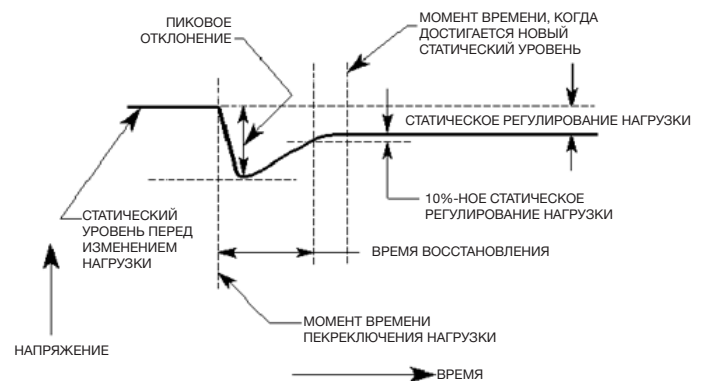 ПИКОВОЕ
ОТКЛОНЕНИЕ
МОМЕНТ ВРЕМЕНИ, КОГДА
ДОСТИГАЕТСЯ НОВЫЙ
СТАТИЧЕСКИЙ УРОВЕНЬ
СТАТИЧЕСКОЕ РЕГУЛИРОВАНИЕ НАГРУЗКИ
10%-НОЕ СТАТИЧЕСКОЕ
РЕГУЛИРОВАНИЕ НАГРУЗКИ
СТАТИЧЕСКИЙ
УРОВЕНЬ ПЕРЕД
ИЗМЕНЕНИЕМ
НАГРУЗКИ
ВРЕМЯ ВОССТАНОВЛЕНИЯ
МОМЕНТ ВРЕМЕНИ
ПЕКРЕКЛЮЧЕНИЯ НАГРУЗКИ
НАПРЯЖЕНИЕ
ВРЕМЯ